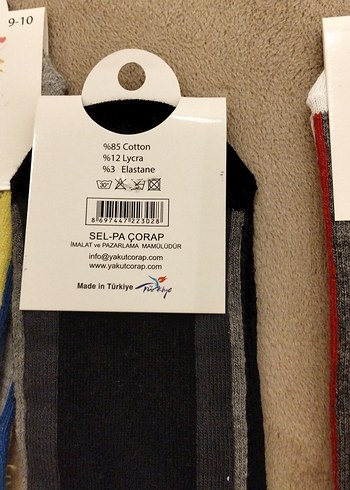 9-10
%85 Cotton
%12 Lycra
%3 Elastane
30°
8 697447 223028
SEL-PA ÇORAP
İMALAT ve PAZARLAMA MAMÜLÜDÜR
info@yakutcorap.com
www.yakutcorap.com
Made in Türkiye
Türkiye